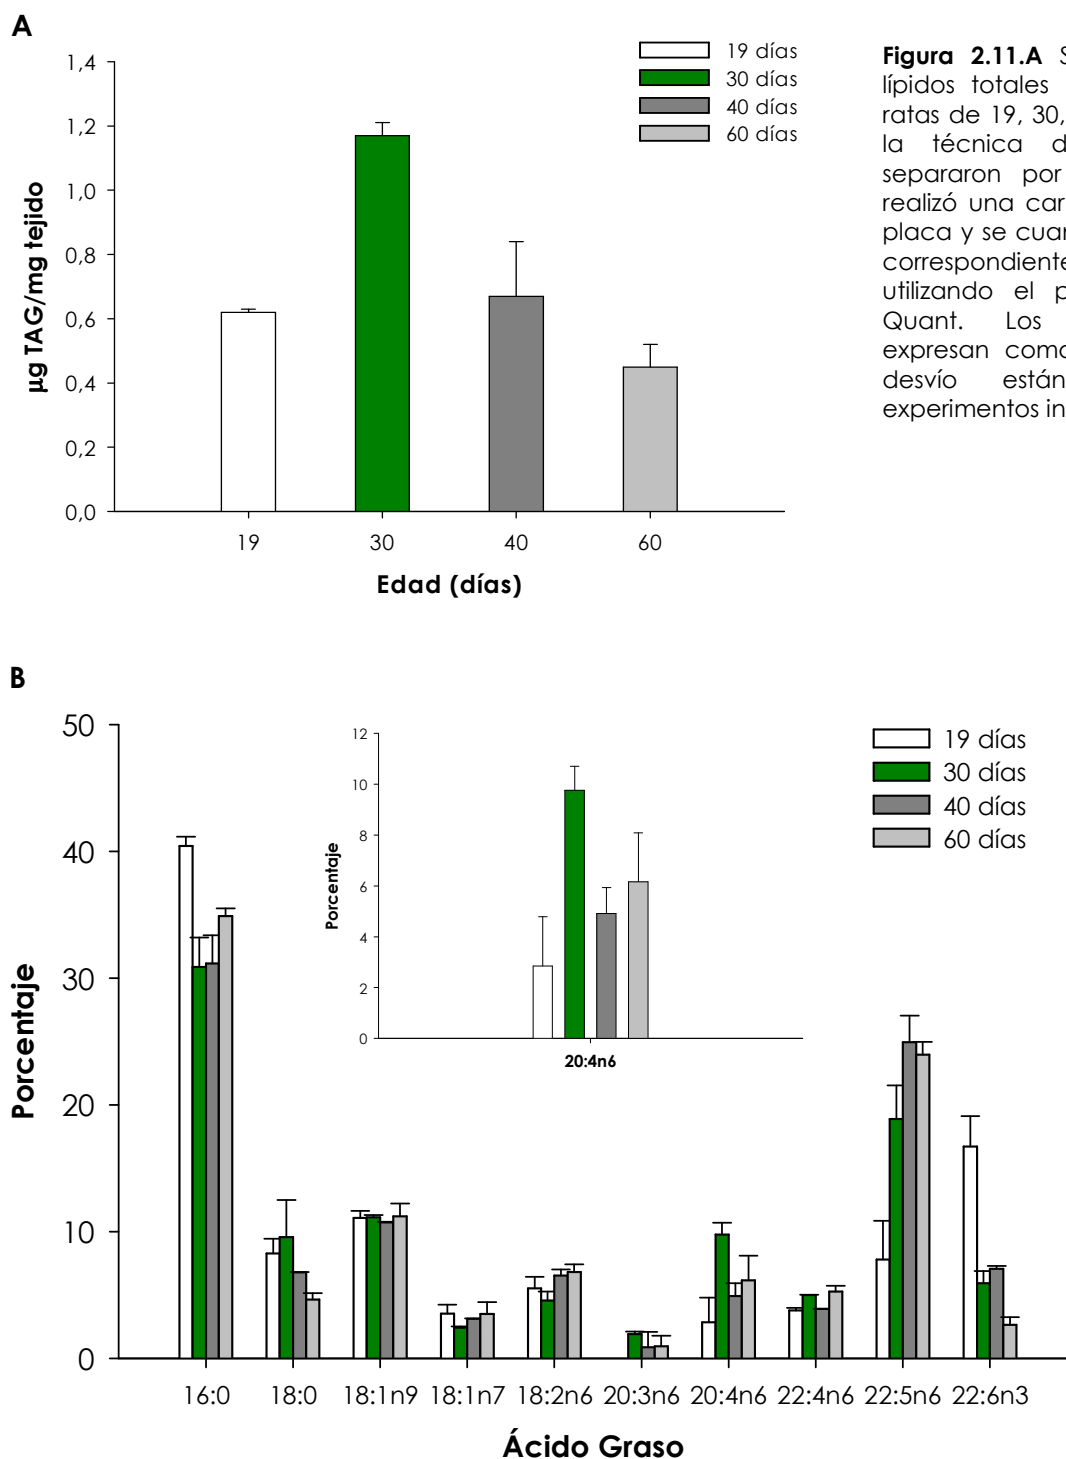 A
1,4
1,2
1,0
0,8
0,6
0,4
0,2
0,0
µg TAG/mg tejido
19
30
40
60
Edad (días)
19 días
30 días
40 días
60 días
Figura 2.11.A
lípidos totales
ratas de 19, 30,
la técnica
separaron por
realizó una
placa y se
correspondiente
utilizando el
Quant. Los
expresan como
desvío
experimentos
B
50
40
30
20
10
0
Porcentaje
12
10
8
6
4
2
0
Porcentaje
20:4n6
19 días
30 días
40 días
60 días
16:0 18:0 18:1n9 18:1n7 18:2n6 20:3n6 20:4n6 22:4n6 22:5n6 22:6n3
Ácido Graso